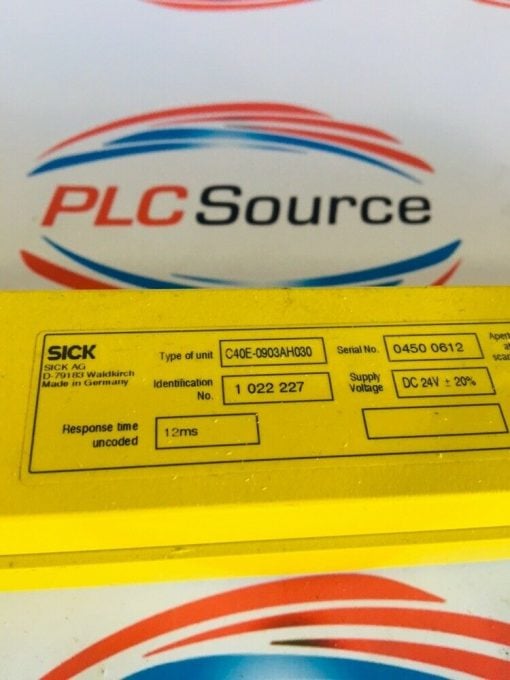 PLC Source
SICK
SICK AG
D-79183 Waldkirch
Made in Germany
Type of unit C40E-0903AH030
Serial No. 0450 0612
Identification No. 1 022 227
Supply Voltage DC 24V ± 20%
Response time uncoded 12ms